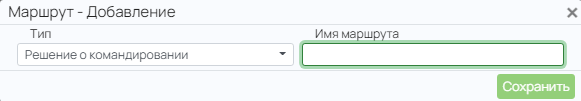 Маршрут - Добавление
Тип
Имя маршрута
Решение о командировании
Сохранить